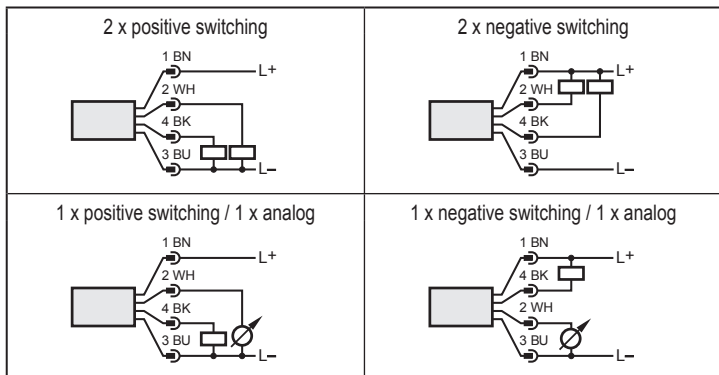 2 x positive switching
1 BN
L+
2 WH
4 BK
3 BU
L–
2 x negative switching
1 BN
L+
2 WH
4 BK
3 BU
L–
1 x positive switching / 1 x analog
1 BN
L+
2 WH
4 BK
3 BU
L–
1 x negative switching / 1 x analog
1 BN
L+
4 BK
2 WH
3 BU
L–